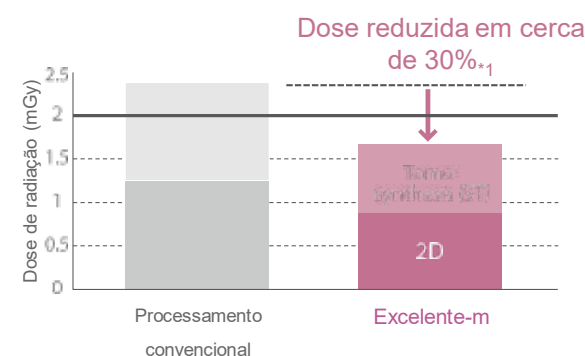 Dose reduzida em cerca
de 30%*1
Dose de radiação (mGy)
2.5
2
1.5
1
0.5
0
2D
Processamento
convencional
Excelente-m